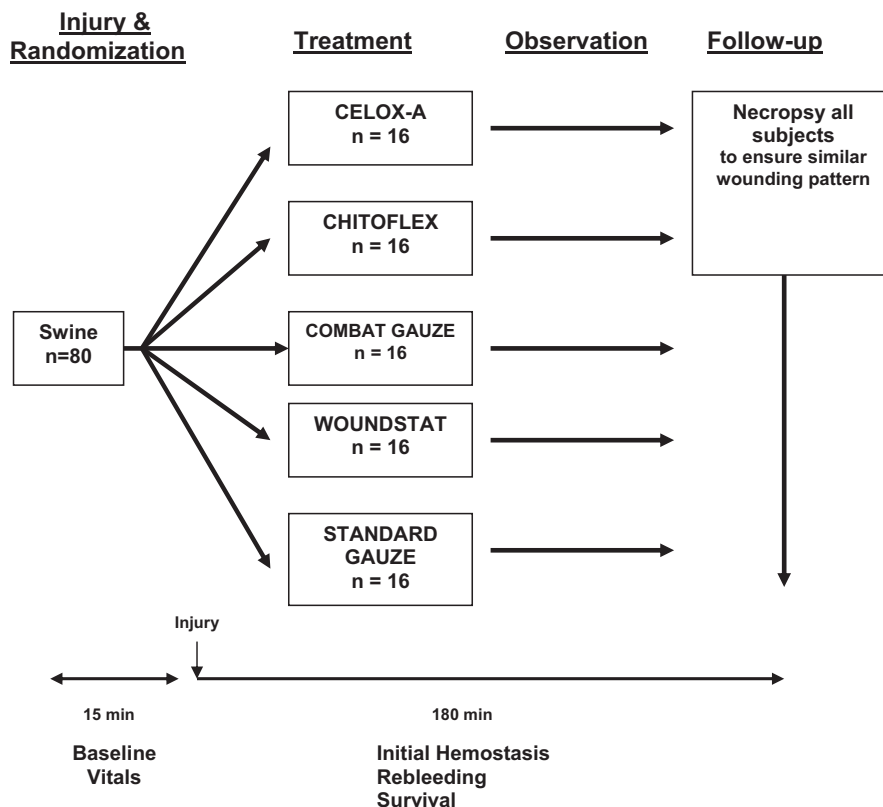 Injury &
Randomization
Treatment
Observation
Follow-up
CELOX-A
n = 16
CHITOFLEX
n = 16
Swine
n=80
COMBAT GAUZE
n = 16
WOUNDSTAT
n = 16
STANDARD
GAUZE
n = 16
Necropsy all
subjects
to ensure similar
wounding pattern
Injury
15 min
180 min
Baseline
Vitals
Initial Hemostasis
Rebleeding
Survival